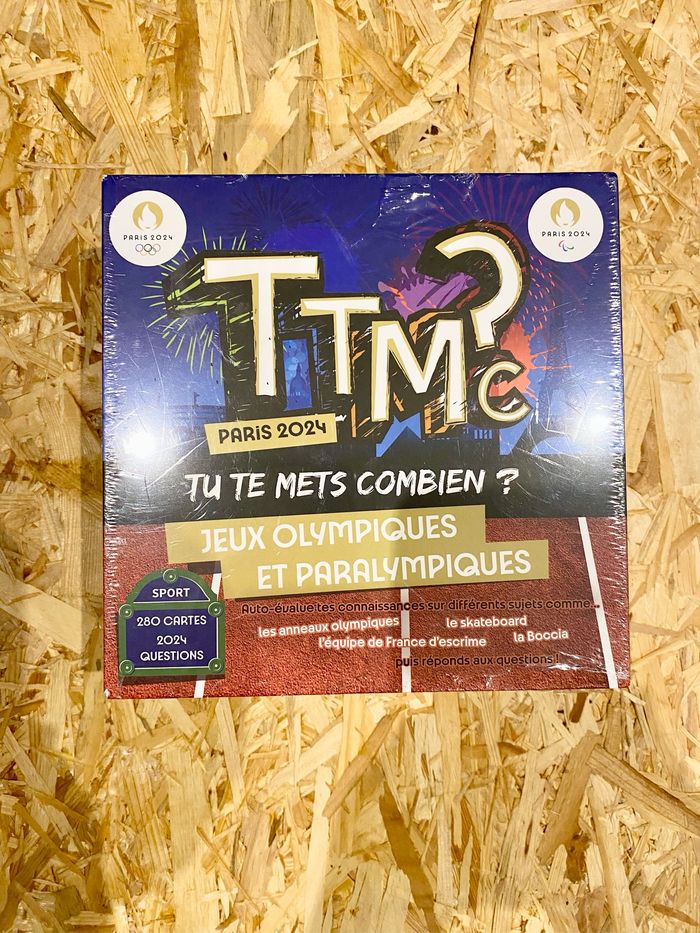 PARIS 2024
PARIS 2024
TTMC?
PARIS 2024
TU TE METS COMBIEN ?
JEUX OLYMPIQUES
ET PARALYMPIQUES
SPORT
280 CARTES
2024
QUESTIONS
Auto-évalue tes connaissances sur différents sujets comme...
les anneaux olympiques
le skateboard
l'équipe de France d'escrime
la Boccia
puis réponds aux questions !